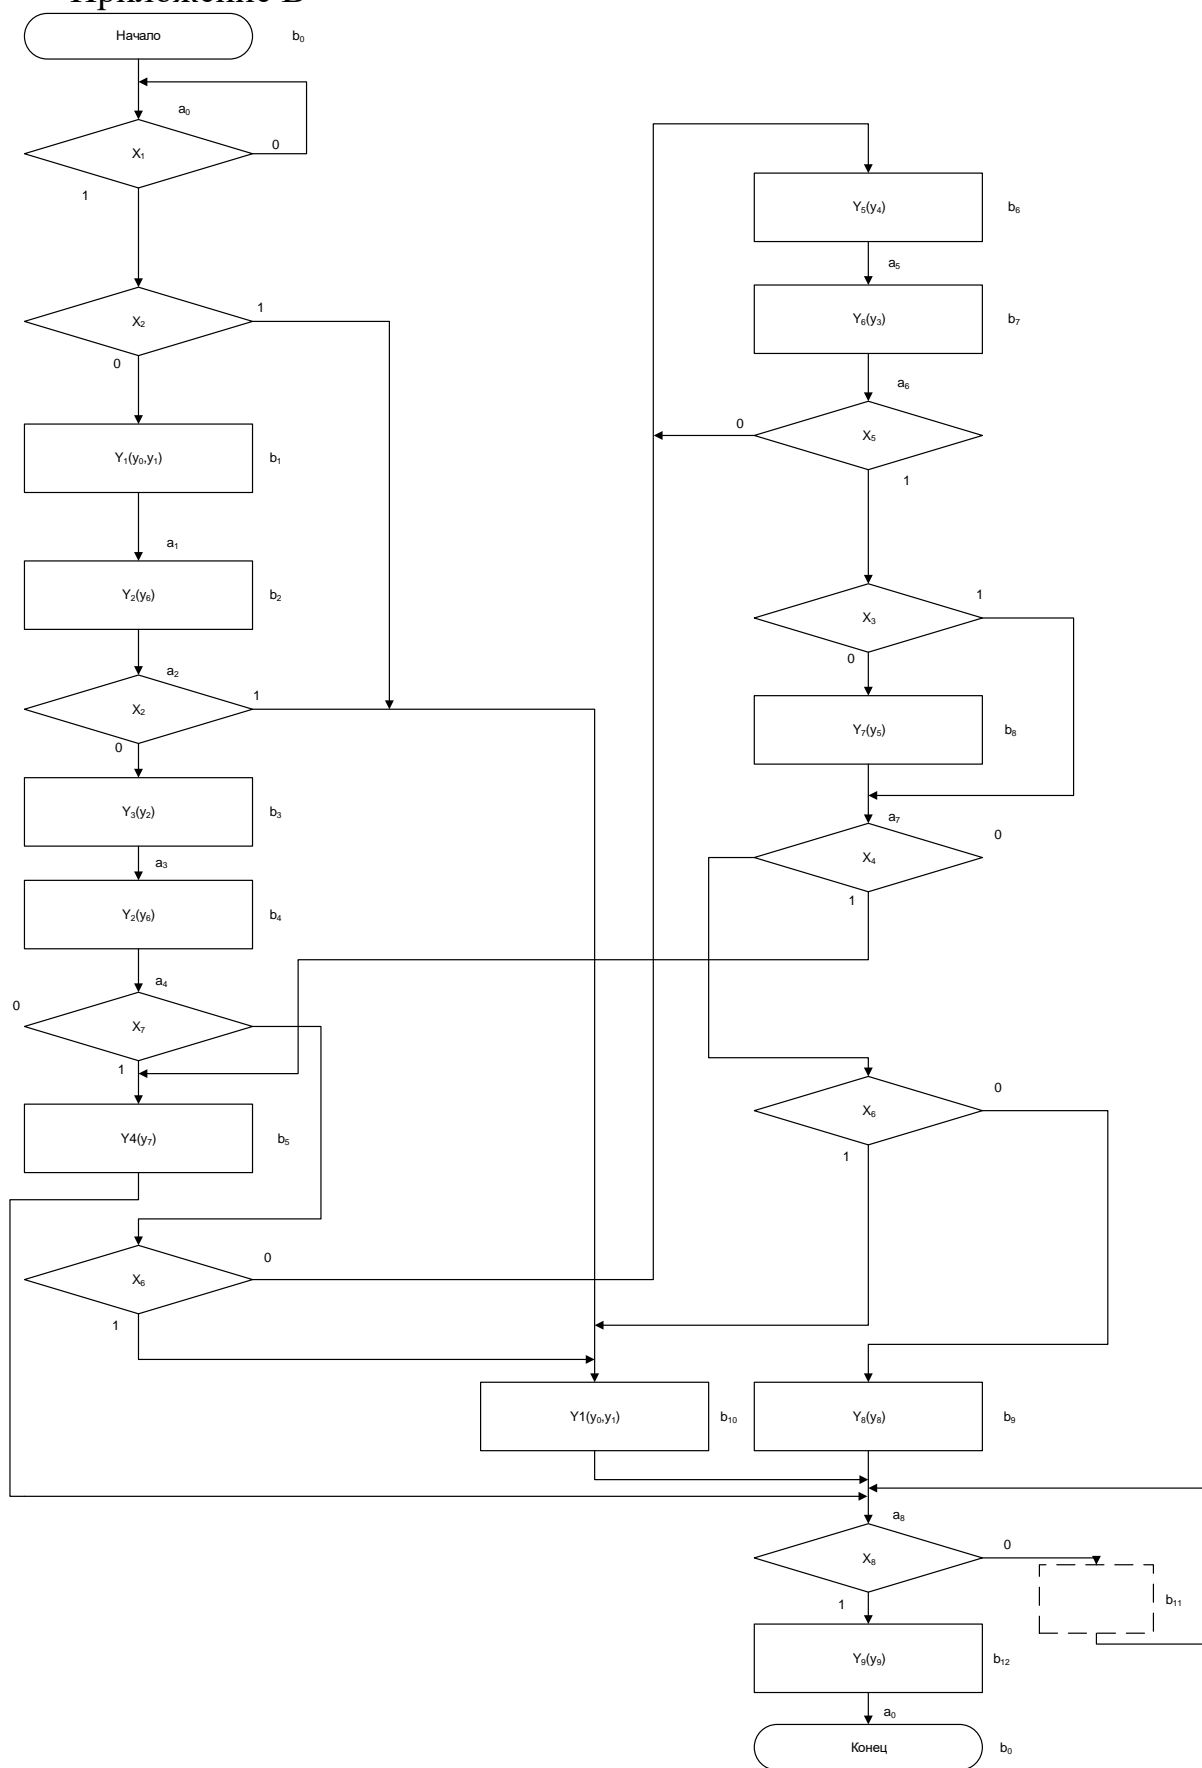 Приложение В
Начало
b₀
a₀
X₁
0
1
X₂
1
0
Y₁(y₀,y₁)
b₁
a₁
Y₂(y₆)
b₂
a₂
X₂
1
0
Y₃(y₂)
b₃
a₃
Y₂(y₆)
b₄
a₄
0
X₇
1
Y4(y₇)
b₅
X₆
0
1
Y₅(y₄)
b₆
a₅
Y₆(y₃)
b₇
a₆
0
X₅
1
X₃
1
0
Y₇(y₅)
b₈
a₇
X₄
0
1
X₆
0
1
Y1(y₀,y₁)
b₁₀
Y₈(y₈)
b₉
a₈
X₈
0
1
b₁₁
Y₉(y₉)
b₁₂
a₀
Конец
b₀